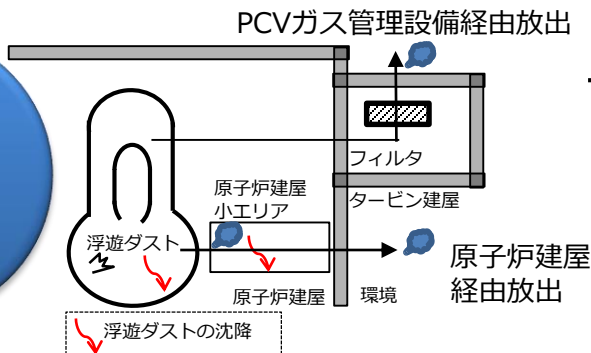 PCVガス管理設備経由放出
フィルタ
タービン建屋
原子炉建屋
小エリア
浮遊ダスト
原子炉建屋
経由放出
原子炉建屋
環境
浮遊ダストの沈降